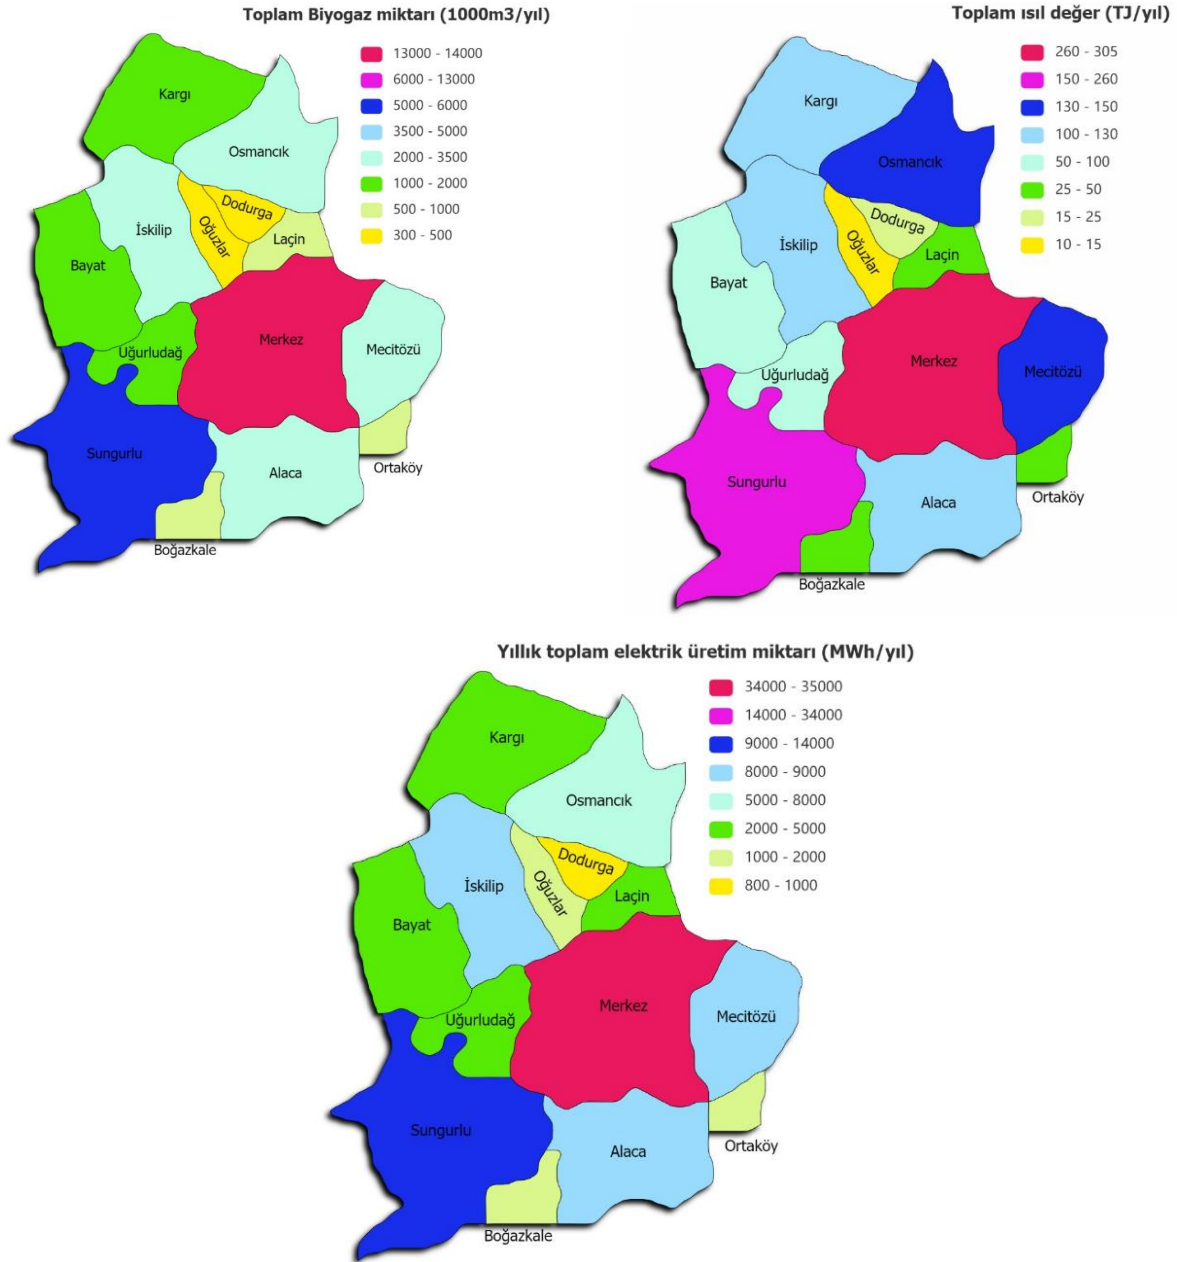 Toplam Biyogaz miktarı (1000m3/yıl)
13000 - 14000
6000 - 13000
5000 - 6000
3500 - 5000
2000 - 3500
1000 - 2000
500 - 1000
300 - 500
Kargı
Osmancık
Dodurga
İskilip
Oğuzlar
Laçin
Bayat
Merkez
Mecitözü
Uğurludağ
Sungurlu
Alaca
Ortaköy
Boğazkale
Toplam ısıl değer (TJ/yıl)
260 - 305
150 - 260
130 - 150
100 - 130
50 - 100
25 - 50
15 - 25
10 - 15
Kargı
Osmancık
Dodurga
İskilip
Oğuzlar
Laçin
Bayat
Merkez
Mecitözü
Uğurludağ
Sungurlu
Alaca
Ortaköy
Boğazkale
Yıllık toplam elektrik üretim miktarı (MWh/yıl)
34000 - 35000
14000 - 34000
9000 - 14000
8000 - 9000
5000 - 8000
2000 - 5000
1000 - 2000
800 - 1000
Kargı
Osmancık
Dodurga
İskilip
Oğuzlar
Laçin
Bayat
Merkez
Mecitözü
Uğurludağ
Sungurlu
Alaca
Ortaköy
Boğazkale